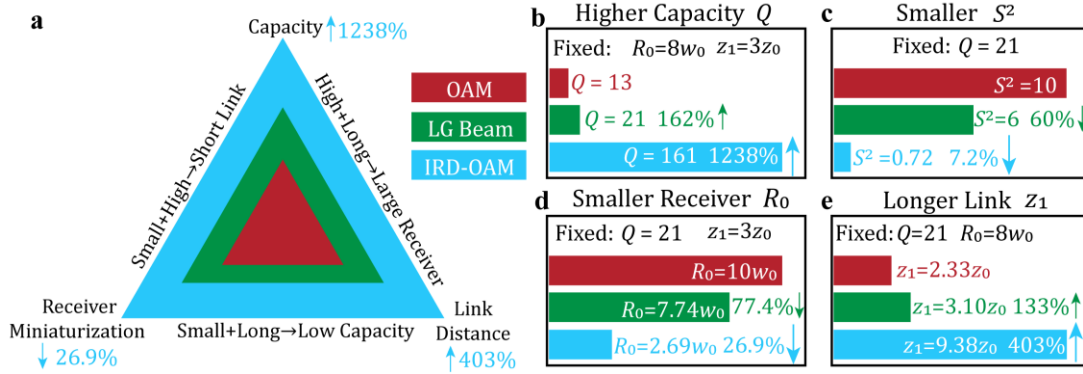 a
Capacity ↑1238%
Small+High→Short Link
High+Long→Large Receiver
Receiver
Miniaturization
↓ 26.9%
Small+Long→Low Capacity
Link
Distance
↑403%
OAM
LG Beam
IRD-OAM
b Higher Capacity Q
Fixed: R₀=8w₀ z₁=3z₀
Q = 13
Q = 21 162%↑
Q = 161 1238% ↑
c Smaller S²
Fixed: Q = 21
S² =10
S²=6 60%↓
S² =0.72 7.2% ↓
d Smaller Receiver R₀
Fixed: Q = 21 z₁=3z₀
R₀=10w₀
R₀=7.74w₀ 77.4%↓
R₀=2.69w₀ 26.9% ↓
e Longer Link z₁
Fixed:Q=21 R₀=8w₀
z₁=2.33z₀
z₁=3.10z₀ 133%↑
z₁=9.38z₀ 403% ↑